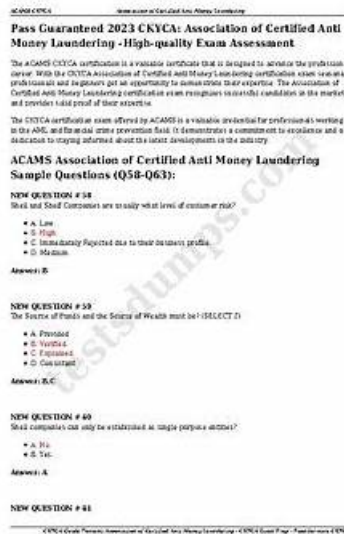 ACAMS CKYCA
Association of Certified Anti Money Laundering
Pass Guaranteed 2023 CKYCA: Association of Certified Anti
Money Laundering -High-quality Exam Assessment
The ACAMS CKYCA certification is a valuable certificate that is designed to advance the profession
career. With the CKYCA Association of Certified Anti Money Laundering certification exam seasoned
professionals and beginners get an opportunity to demonstrate their expertise. The Association of
Certified Anti Money Laundering certification exam recognizes successful candidates in the market
and provides solid proof of their expertise.
The CKYCA certification exam offered by ACAMS is a valuable credential for professionals working
in the AML and financial crime prevention field. It demonstrates a commitment to excellence and a
dedication to staying informed about the latest developments in the industry.
ACAMS Association of Certified Anti Money Laundering
Sample Questions (Q58-Q63):
NEW QUESTION # 58
Shell and Shelf Companies are usually what level of customer risk?
A. Low
B. High
C. Immediately Rejected due to their business profile.
D. Medium
Answer: B
NEW QUESTION # 59
The Source of Funds and the Source of Wealth must be? (SELECT 2)
A. Provided
B. Verified
C. Explained
D. Consistent
Answer: B,C
NEW QUESTION # 60
Shell companies can only be established as single purpose entities?
A. No
B. Yes
Answer: A
NEW QUESTION # 61
testsdumps.com